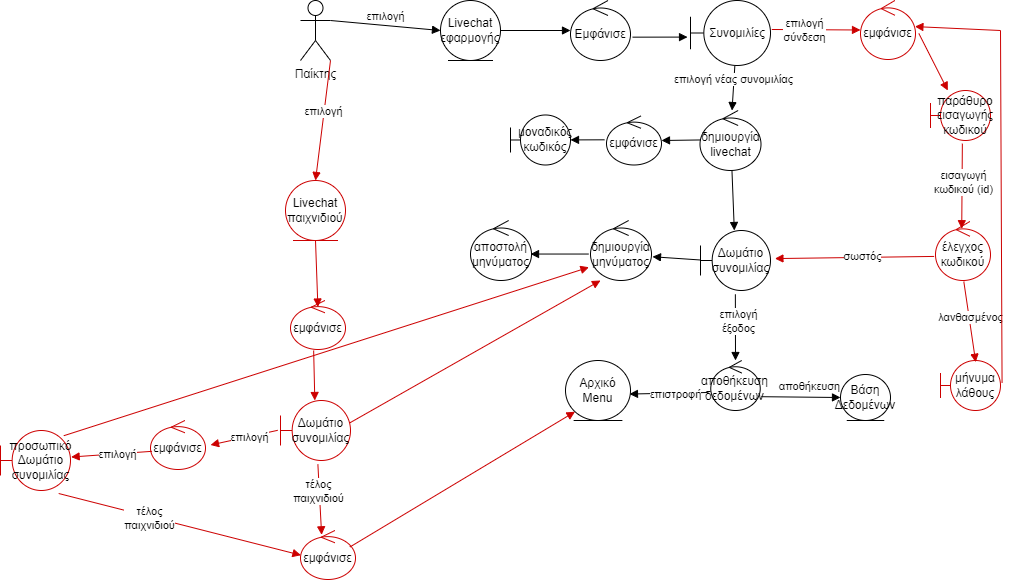 επιλογή
Livechat
εφαρμογής
Εμφάνισε
Συνομιλίες
επιλογή
σύνδεση
εμφάνισε
Παίκτης
επιλογή νέας συνομιλίας
παράθυρο
εισαγωγής
κωδικού
επιλογή
μοναδικός
κωδικός
εμφάνισε
δημιουργία
livechat
εισαγωγή
κωδικού (id)
Livechat
παιχνιδιού
αποστολή
μηνύματος
δημιουργία
μηνύματος
Δωμάτιο
συνομιλίας
σωστός
έλεγχος
κωδικού
εμφάνισε
επιλογή
έξοδος
λανθασμένος
Αρχικό
Menu
επιστροφή
αποθήκευση
δεδομένων
αποθήκευση
Βάση
Δεδομένων
μήνυμα
λάθους
προσωπικό
Δωμάτιο
συνομιλίας
επιλογή
εμφάνισε
επιλογή
Δωμάτιο
συνομιλίας
τέλος
παιχνιδιού
τέλος
παιχνιδιού
εμφάνισε